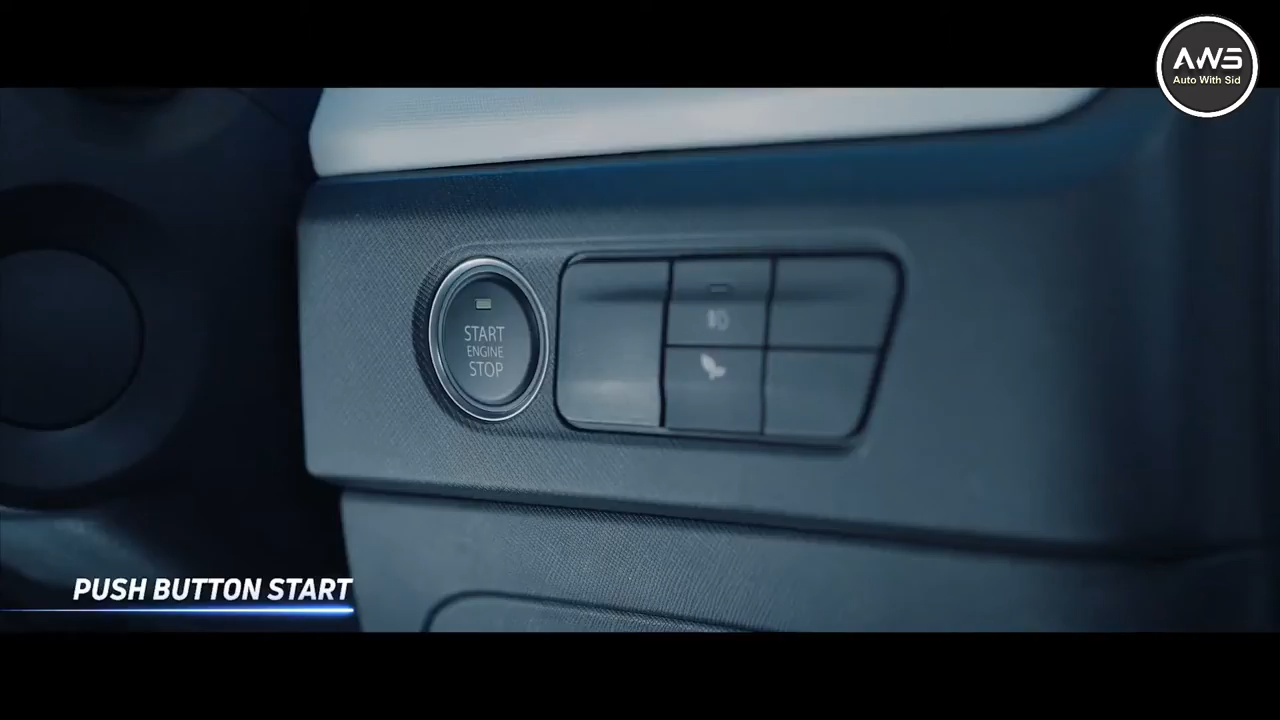 AWS
Auto With Sid
START
ENGINE
STOP
PUSH BUTTON START